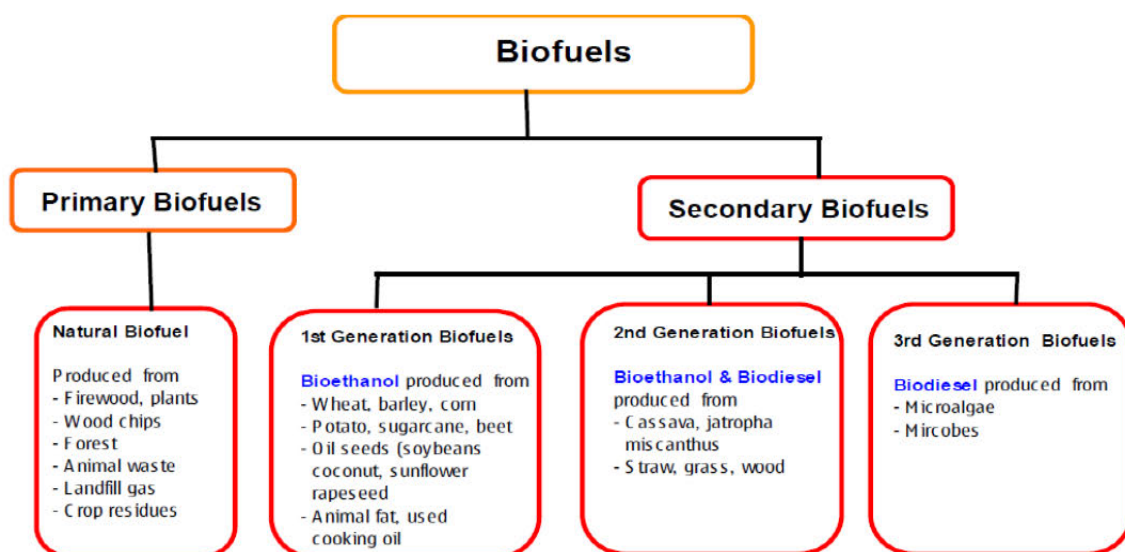 Biofuels
Primary Biofuels
Secondary Biofuels
Natural Biofuel
Produced from
- Firewood, plants
- Wood chips
- Forest
- Animal waste
- Landfill gas
- Crop residues
1st Generation Biofuels
Bioethanol produced from
- Wheat, barley, corn
- Potato, sugarcane, beet
- Oil seeds (soybeans
coconut, sunflower
rapeseed
- Animal fat, used
cooking oil
2nd Generation Biofuels
Bioethanol & Biodiesel
produced from
- Cassava, jatropha
miscanthus
- Straw, grass, wood
3rd Generation Biofuels
Biodiesel produced from
- Microalgae
- Mircobes